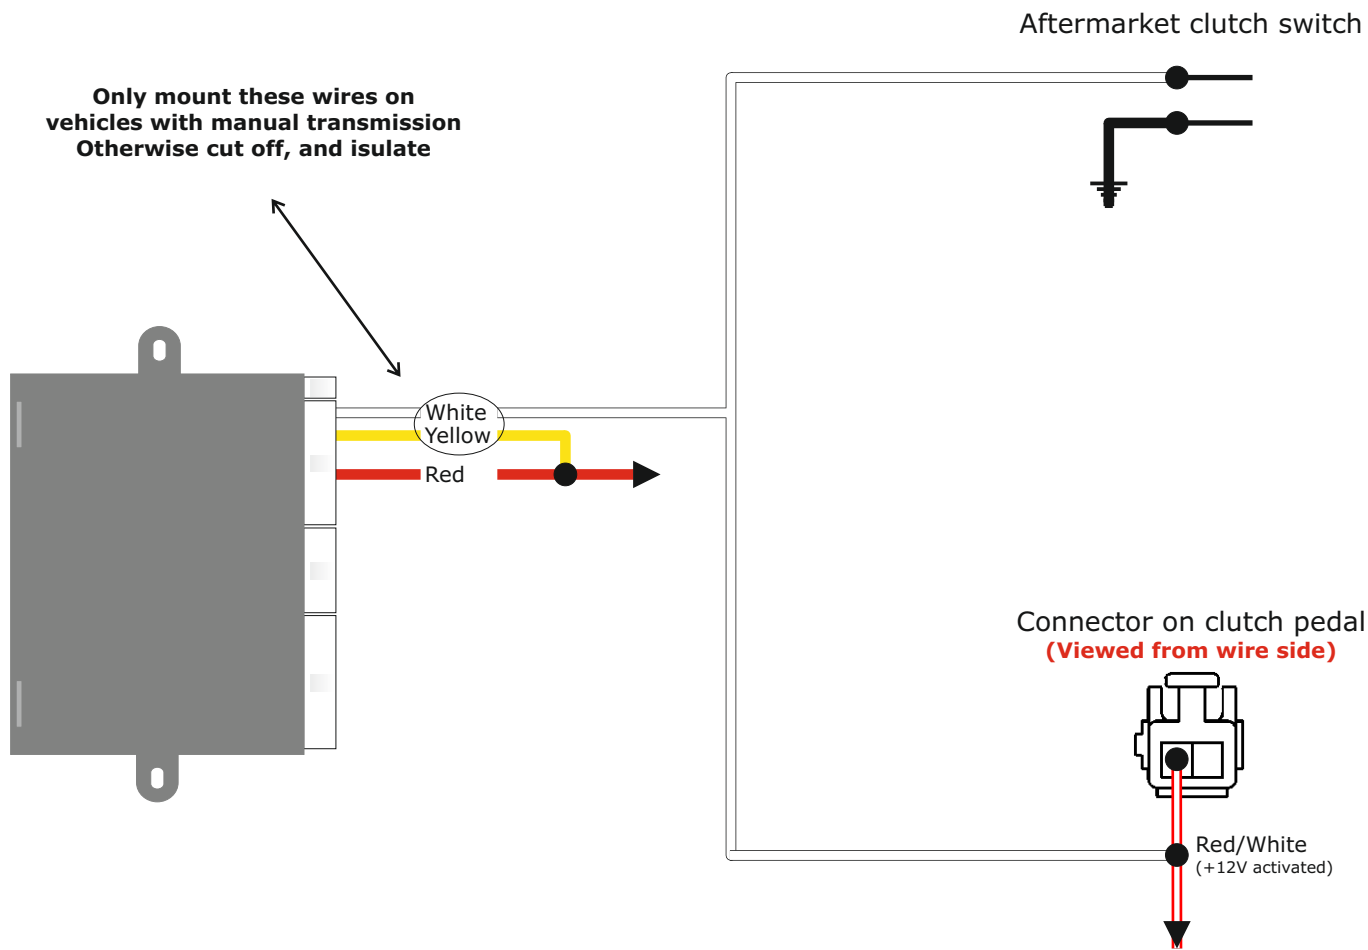 Aftermarket clutch switch
Only mount these wires on
vehicles with manual transmission
Otherwise cut off, and isulate
White
Yellow
Red
Connector on clutch pedal
(Viewed from wire side)
Red/White
(+12V activated)